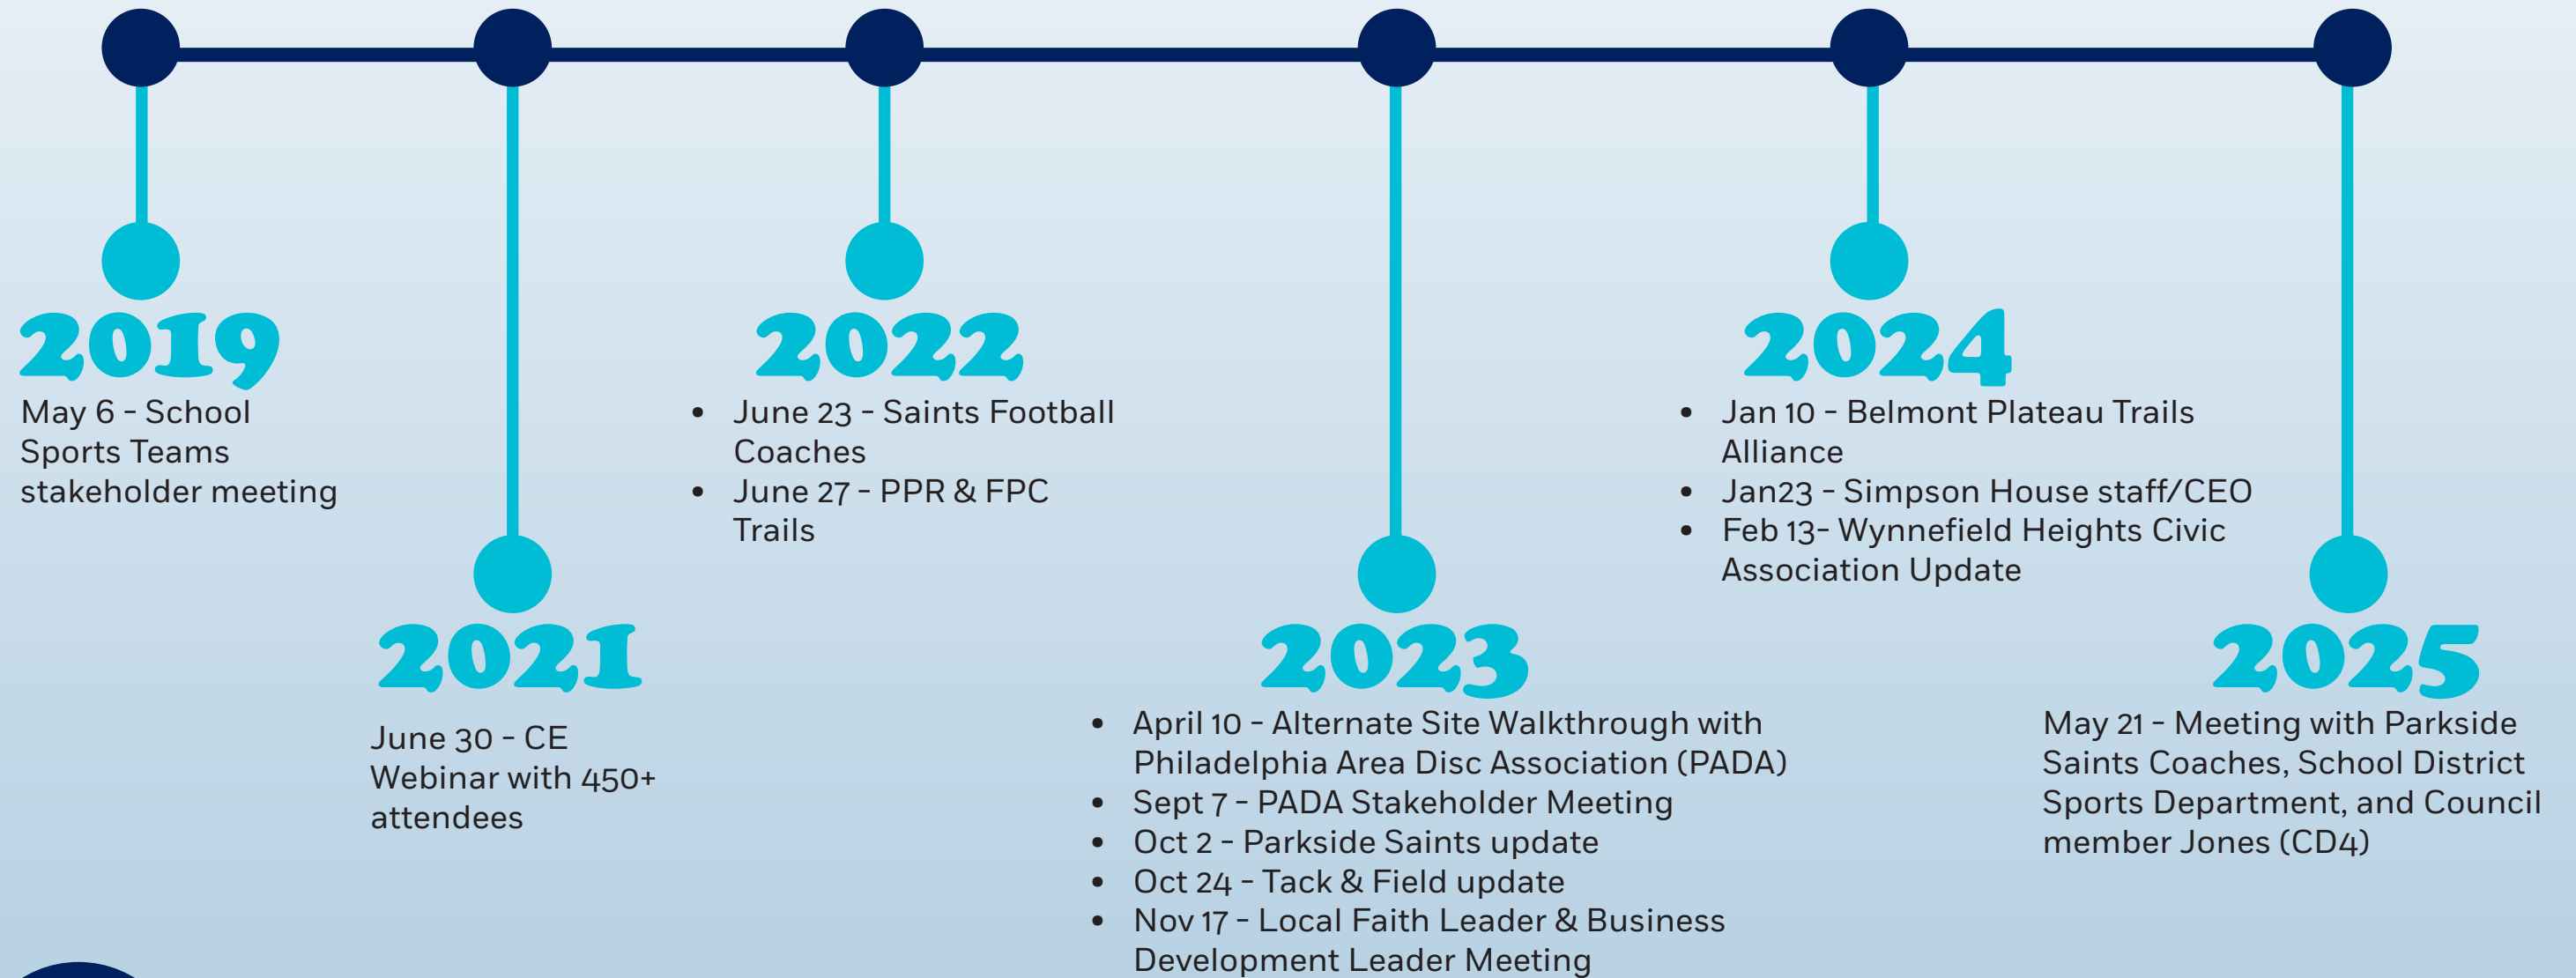 2019
May 6 - School
Sports Teams
stakeholder meeting
2021
June 30 - CE
Webinar with 450+
attendees
2022
• June 23 - Saints Football
Coaches
• June 27 - PPR & FPC
Trails
2023
• April 10 - Alternate Site Walkthrough with
Philadelphia Area Disc Association (PADA)
• Sept 7 - PADA Stakeholder Meeting
• Oct 2 - Parkside Saints update
• Oct 24 - Tack & Field update
• Nov 17 - Local Faith Leader & Business
Development Leader Meeting
2024
• Jan 10 - Belmont Plateau Trails
Alliance
• Jan23 - Simpson House staff/CEO
• Feb 13- Wynnefield Heights Civic
Association Update
2025
May 21 - Meeting with Parkside
Saints Coaches, School District
Sports Department, and Council
member Jones (CD4)